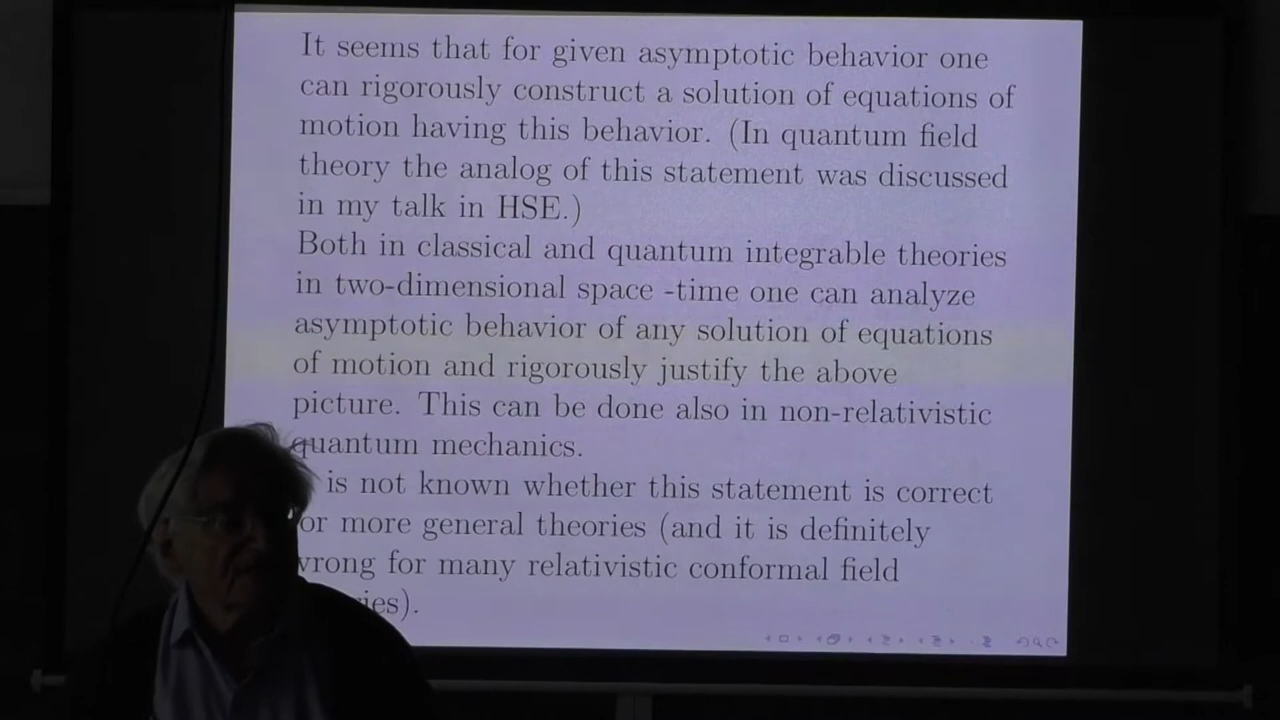 It seems that for given asymptotic behavior one
can rigorously construct a solution of equations of
motion having this behavior. (In quantum field
theory the analog of this statement was discussed
in my talk in HSE.)
Both in classical and quantum integrable theories
in two-dimensional space -time one can analyze
asymptotic behavior of any solution of equations
of motion and rigorously justify the above
picture. This can be done also in non-relativistic
quantum mechanics.
is not known whether this statement is correct
or more general theories (and it is definitely
wrong for many relativistic conformal field
ies).